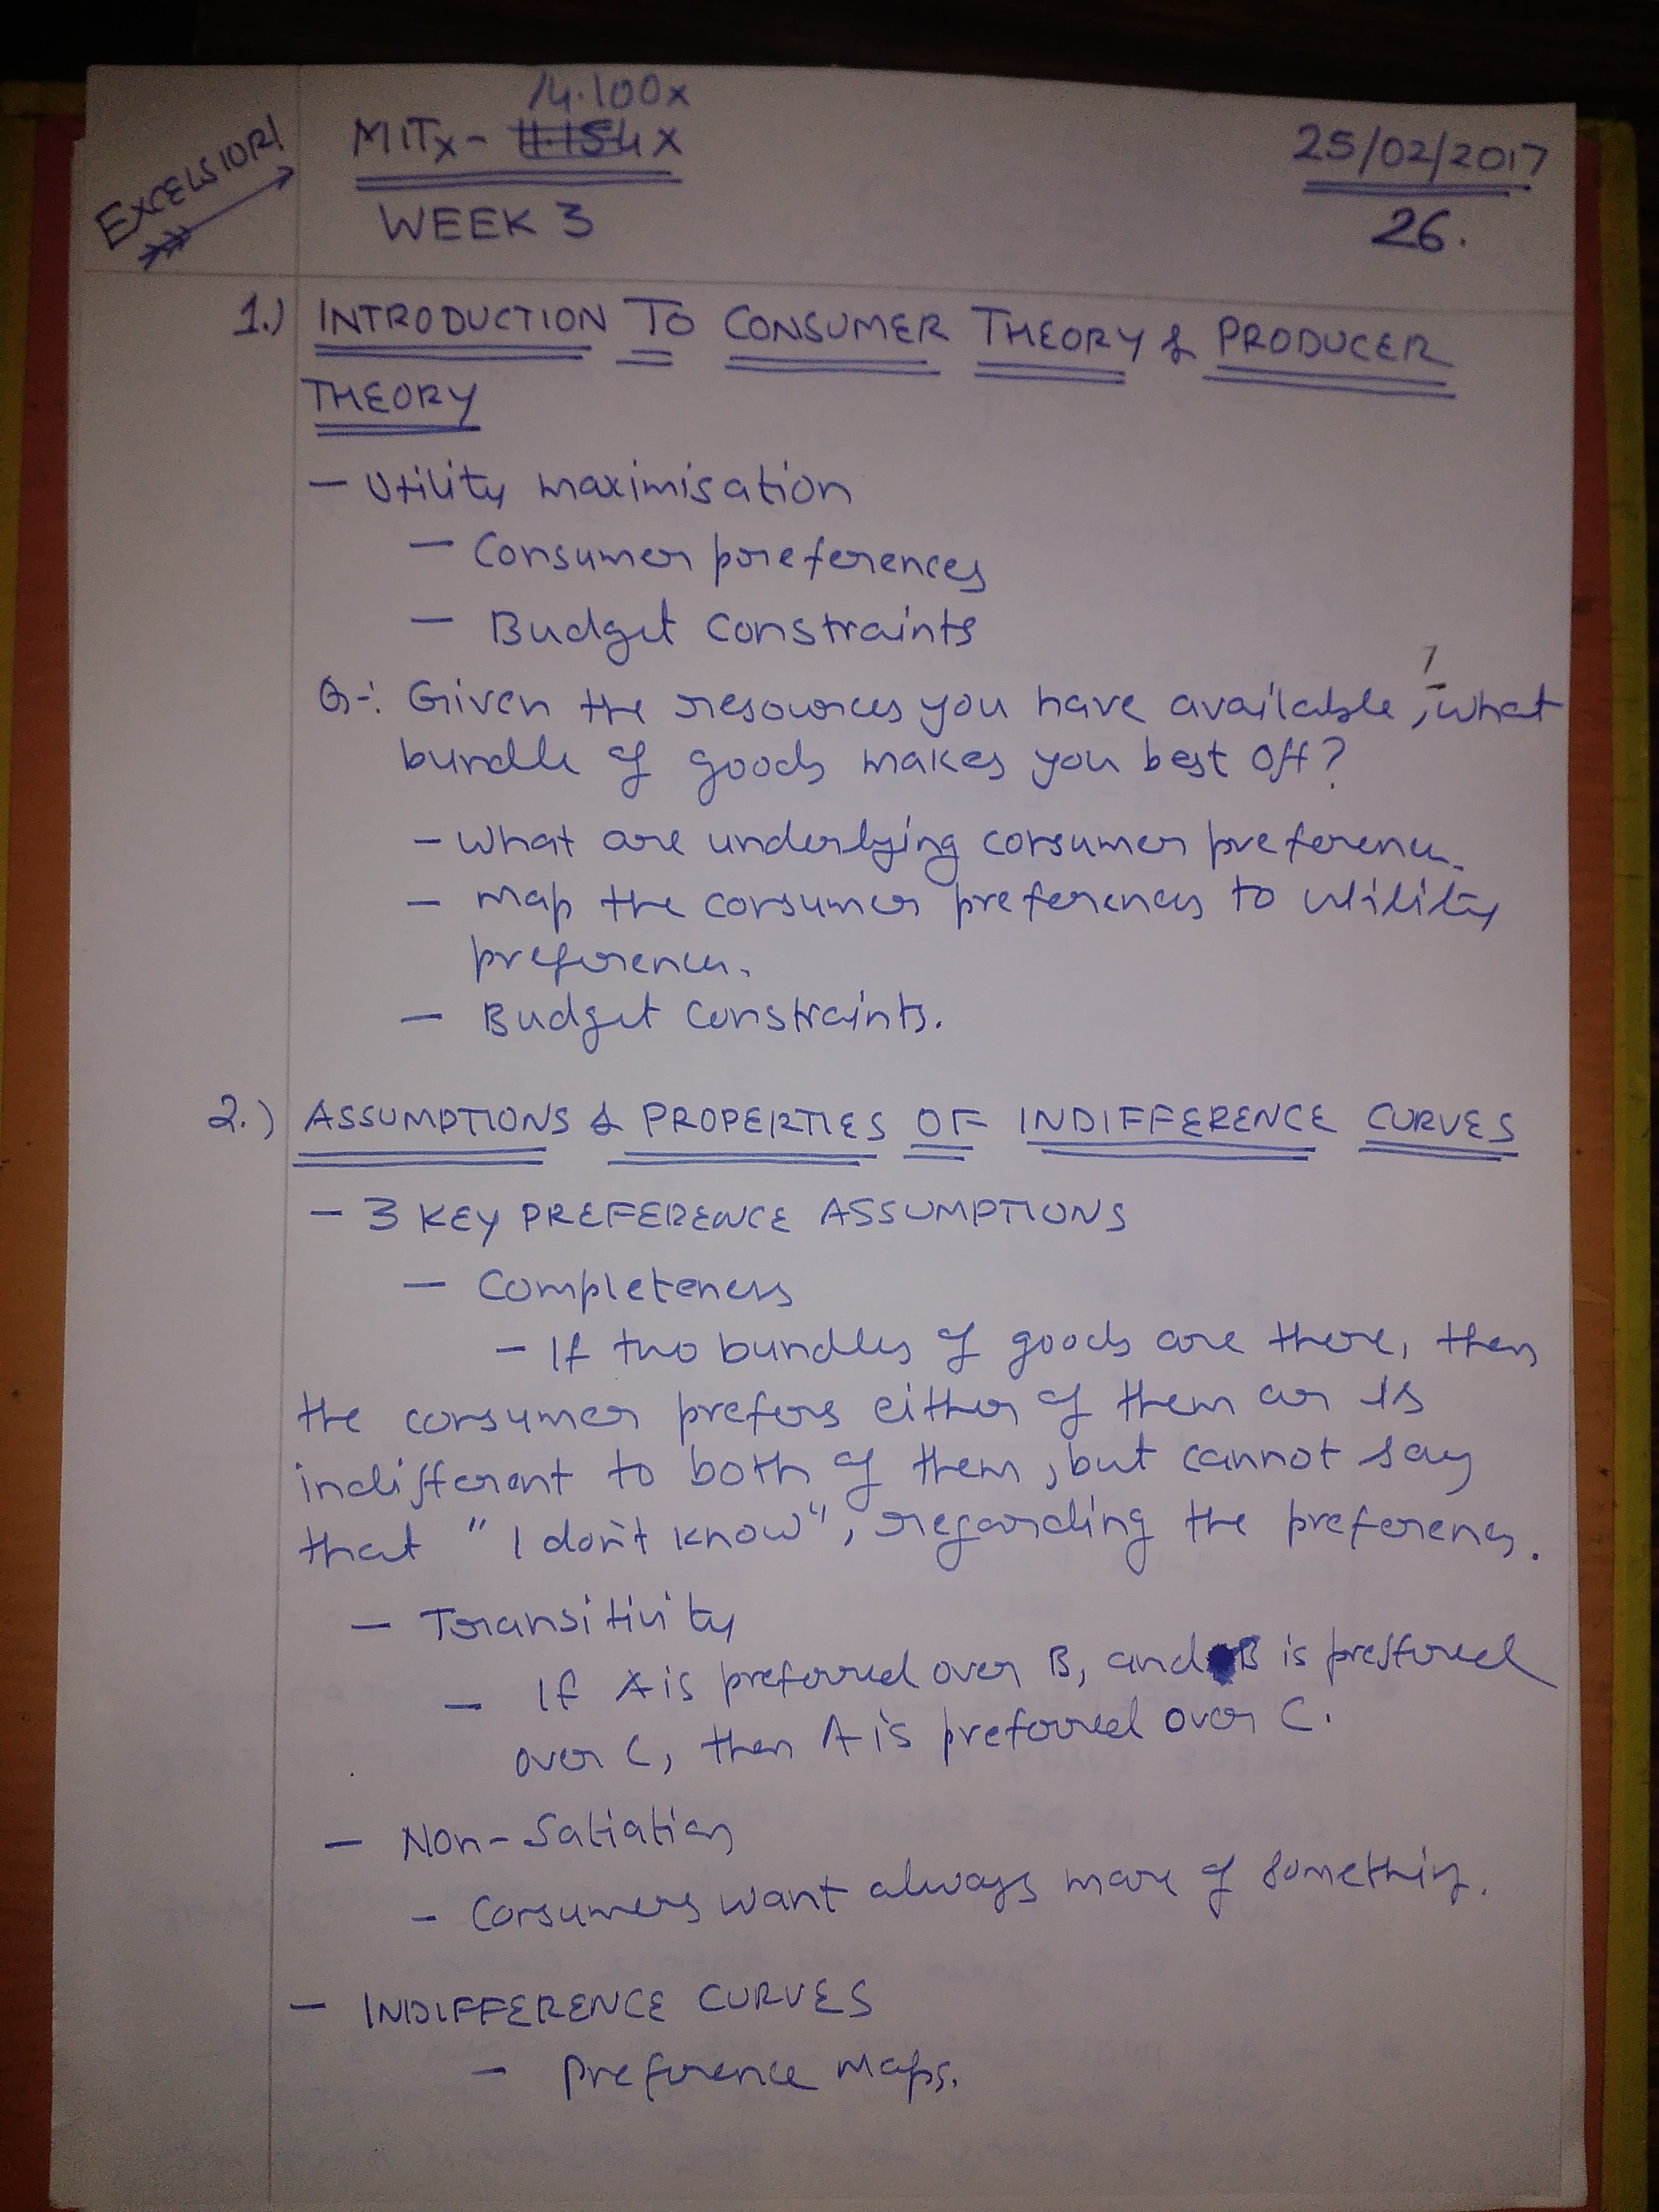 EXCELSIOR!
14.100x
MITx - 11.154x
25/02/2017
WEEK 3
26.
1.) INTRODUCTION TO CONSUMER THEORY & PRODUCER
THEORY
- Utility maximisation
- Consumer preferences
- Budget constraints
Q-: Given the resources you have available, what
bundle of goods makes you best off?
- What are underlying consumer preferences.
- Map the consumer preferences to utility
preferences.
- Budget constraints.
2.) ASSUMPTIONS & PROPERTIES OF INDIFFERENCE CURVES
- 3 KEY PREFERENCE ASSUMPTIONS
- Completeness
- If two bundles of goods are there, then
the consumer prefers either of them or is
indifferent to both of them, but cannot say
that "I don't know", regarding the preferences.
- Transitivity
- If A is preferred over B, and B is preferred
over C, then A is preferred over C.
- Non-Satiation
- Consumers want always more of something.
- INDIFFERENCE CURVES
- Preference Maps.